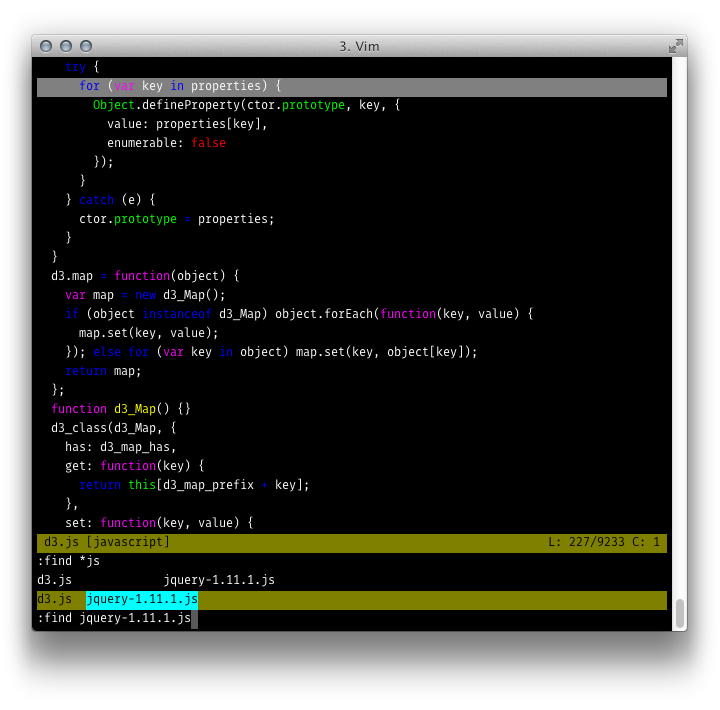 3. Vim
    try {
      for (var key in properties) {
        Object.defineProperty(ctor.prototype, key, {
          value: properties[key],
          enumerable: false
        });
      }
    } catch (e) {
      ctor.prototype = properties;
    }
  }
  d3.map = function(object) {
    var map = new d3_Map();
    if (object instanceof d3_Map) object.forEach(function(key, value) {
      map.set(key, value);
    }); else for (var key in object) map.set(key, object[key]);
    return map;
  };
  function d3_Map() {}
  d3_class(d3_Map, {
    has: d3_map_has,
    get: function(key) {
      return this[d3_map_prefix + key];
    },
    set: function(key, value) {
d3.js [javascript] L: 227/9233 C: 1
:find *js
d3.js jquery-1.11.1.js
d3.js jquery-1.11.1.js
:find jquery-1.11.1.js